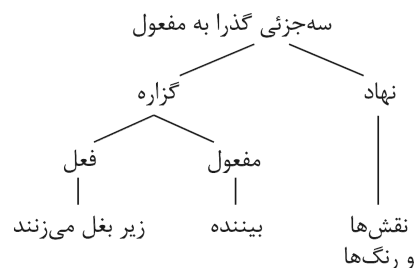 سه‌جزئی گذرا به مفعول
نهاد
گزاره
مفعول
فعل
نقش‌ها
و رنگ‌ها
بیننده
زیر بغل می‌زنند